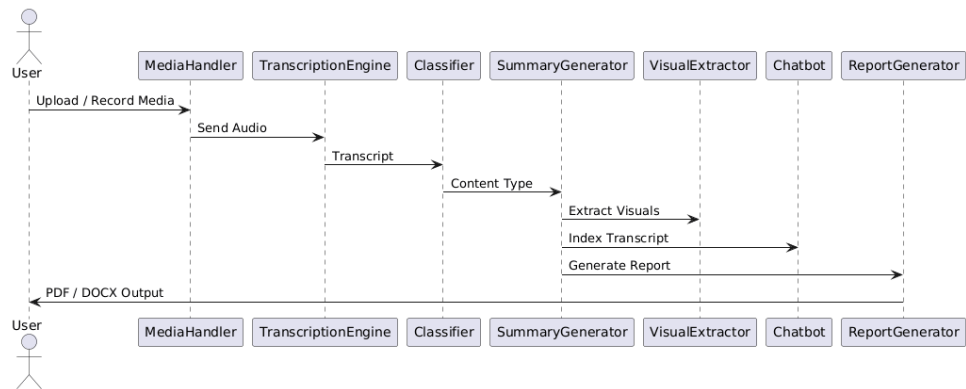 User
MediaHandler
TranscriptionEngine
Classifier
SummaryGenerator
VisualExtractor
Chatbot
ReportGenerator
Upload / Record Media
Send Audio
Transcript
Content Type
Extract Visuals
Index Transcript
Generate Report
PDF / DOCX Output
User
MediaHandler
TranscriptionEngine
Classifier
SummaryGenerator
VisualExtractor
Chatbot
ReportGenerator